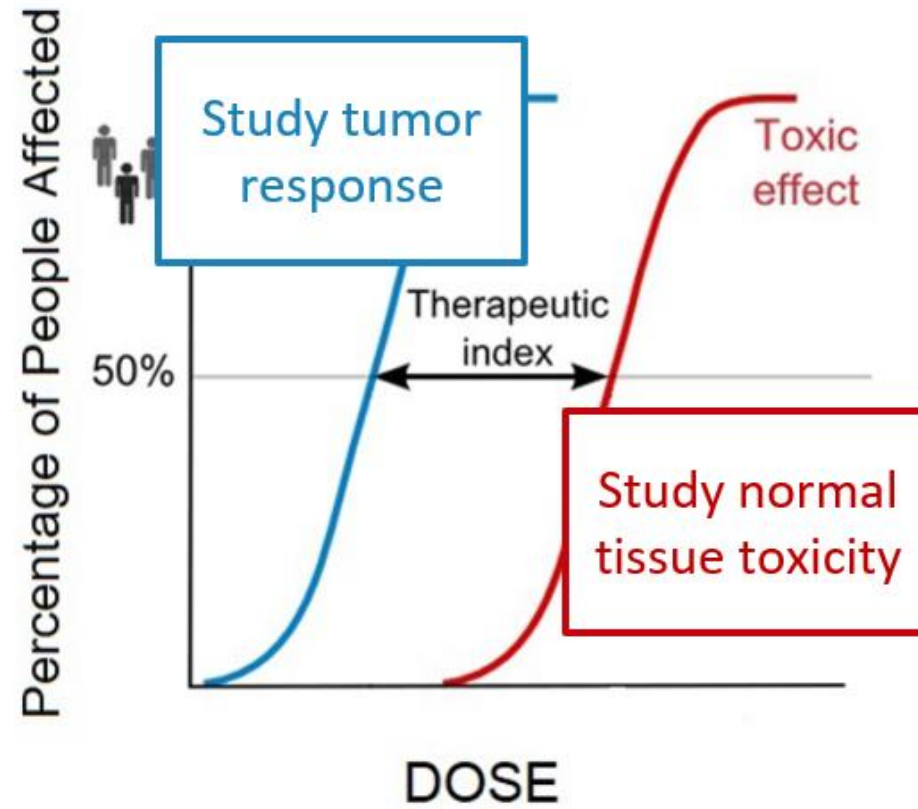 Percentage of People Affected
Study tumor
response
Toxic
effect
Therapeutic
index
50%
Study normal
tissue toxicity
DOSE